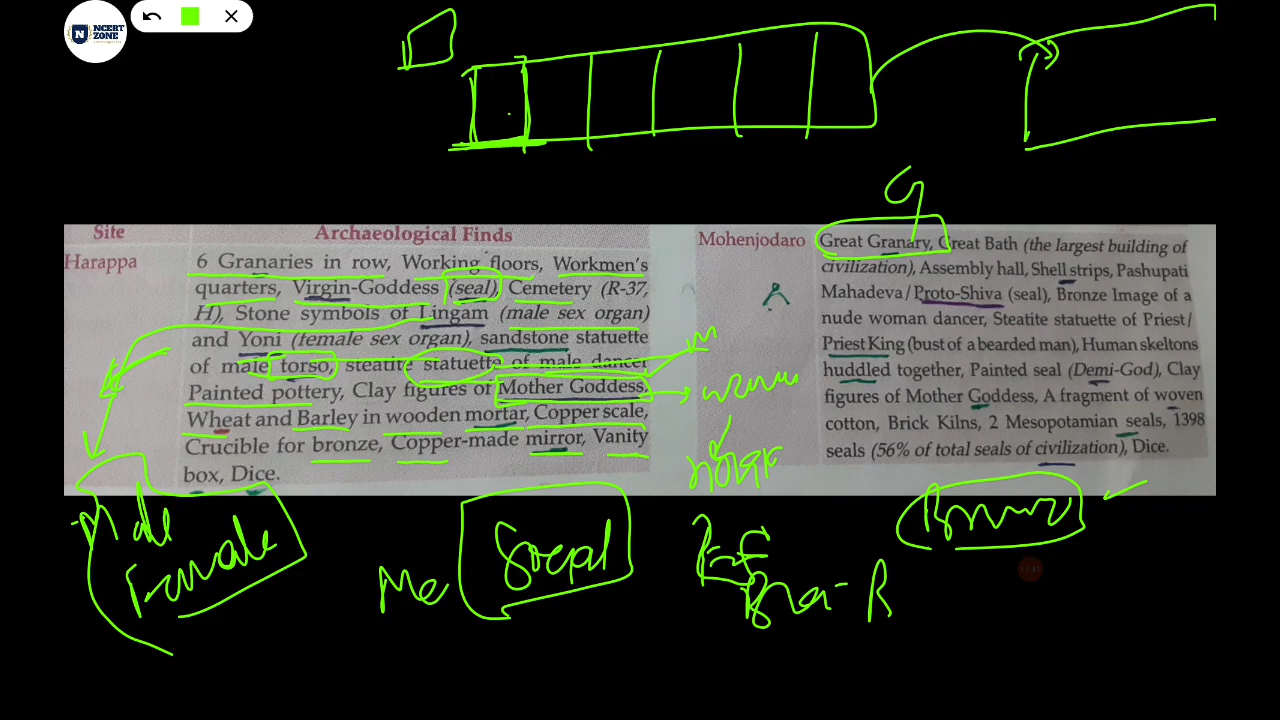 NCERT
ZONE
G
Site Archaeological Finds
Harappa
6 Granaries in row, Working floors, Workmen's
quarters, Virgin-Goddess (seal), Cemetery (R-37,
H), Stone symbols of Lingam (male sex organ)
and Yoni (female sex organ), sandstone statuette
of male torso, steatite statuette of male dancer
Painted pottery, Clay figures of Mother Goddess,
Wheat and Barley in wooden mortar, Copper scale,
Crucible for bronze, Copper-made mirror, Vanity
box, Dice.
Mohenjodaro
Great Granary, Great Bath (the largest building of
civilization), Assembly hall, Shell strips, Pashupati
Mahadeva/Proto-Shiva (seal), Bronze Image of a
nude woman dancer, Steatite statuette of Priest/
Priest King (bust of a bearded man), Human skeltons
huddled together, Painted seal (Demi-God), Clay
figures of Mother Goddess, A fragment of woven
cotton, Brick Kilns, 2 Mesopotamian seals, 1398
seals (56% of total seals of civilization), Dice.
m
Male
Female
Me
17:41